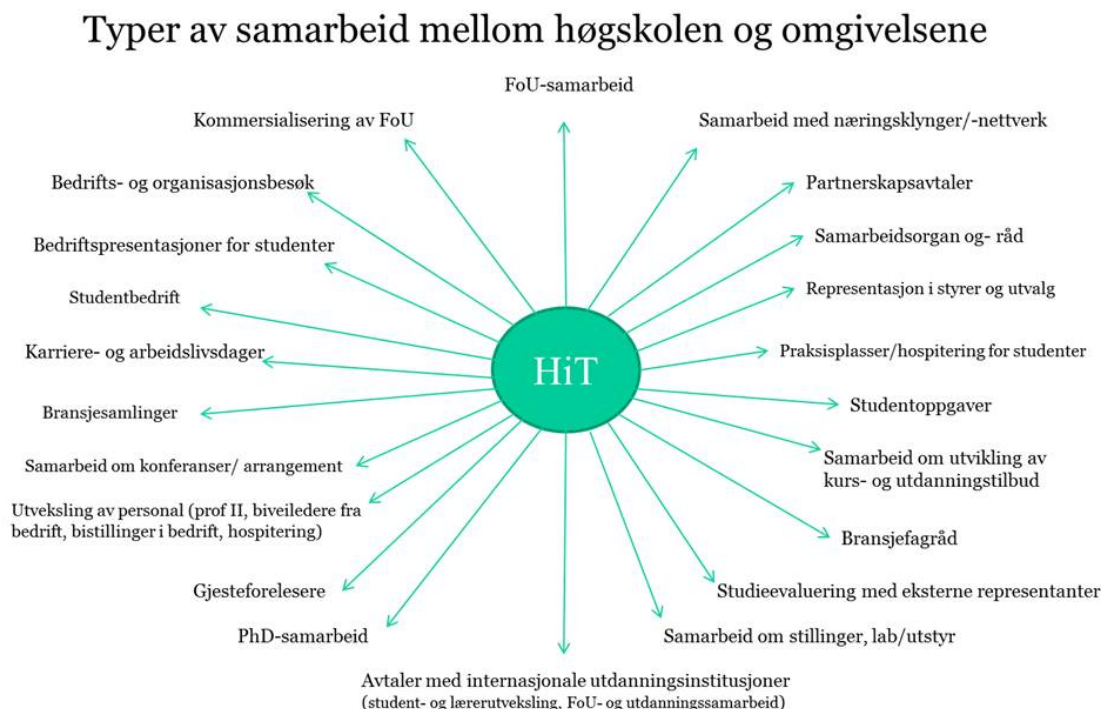 Typer av samarbeid mellom høgskolen og omgivelsene
FoU-samarbeid
Kommersialisering av FoU
Samarbeid med næringsklynger/-nettverk
Bedrifts- og organisasjonsbesøk
Partnerskapsavtaler
Bedriftspresentasjoner for studenter
Samarbeidsorgan og- råd
Studentbedrift
Representasjon i styrer og utvalg
Karriere- og arbeidslivsdager
Praksisplasser/hospitering for studenter
HiT
Bransjesamlinger
Studentoppgaver
Samarbeid om konferanser/ arrangement
Samarbeid om utvikling av
kurs- og utdanningstilbud
Utveksling av personal (prof II, biveiledere fra
bedrift, bistillinger i bedrift, hospitering)
Bransjefagråd
Gjesteforelesere
Studieevaluering med eksterne representanter
PhD-samarbeid
Samarbeid om stillinger, lab/utstyr
Avtaler med internasjonale utdanningsinstitusjoner
(student- og lærerutveksling, FoU- og utdanningssamarbeid)